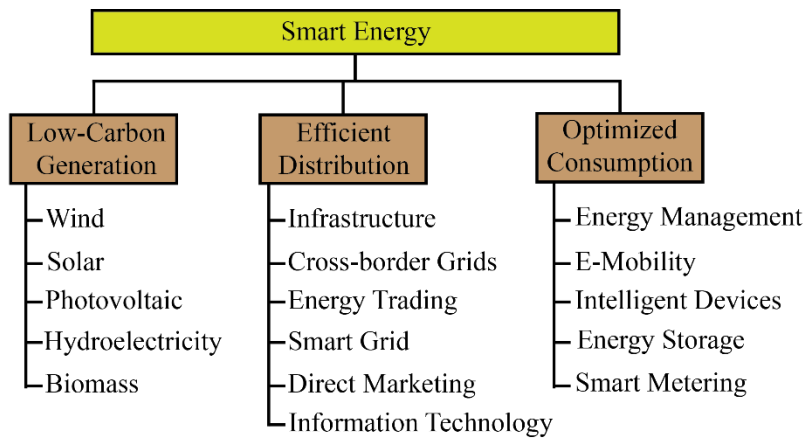 Smart Energy
Low-Carbon
Generation
Wind
Solar
Photovoltaic
Hydroelectricity
Biomass
Efficient
Distribution
Infrastructure
Cross-border Grids
Energy Trading
Smart Grid
Direct Marketing
Information Technology
Optimized
Consumption
Energy Management
E-Mobility
Intelligent Devices
Energy Storage
Smart Metering